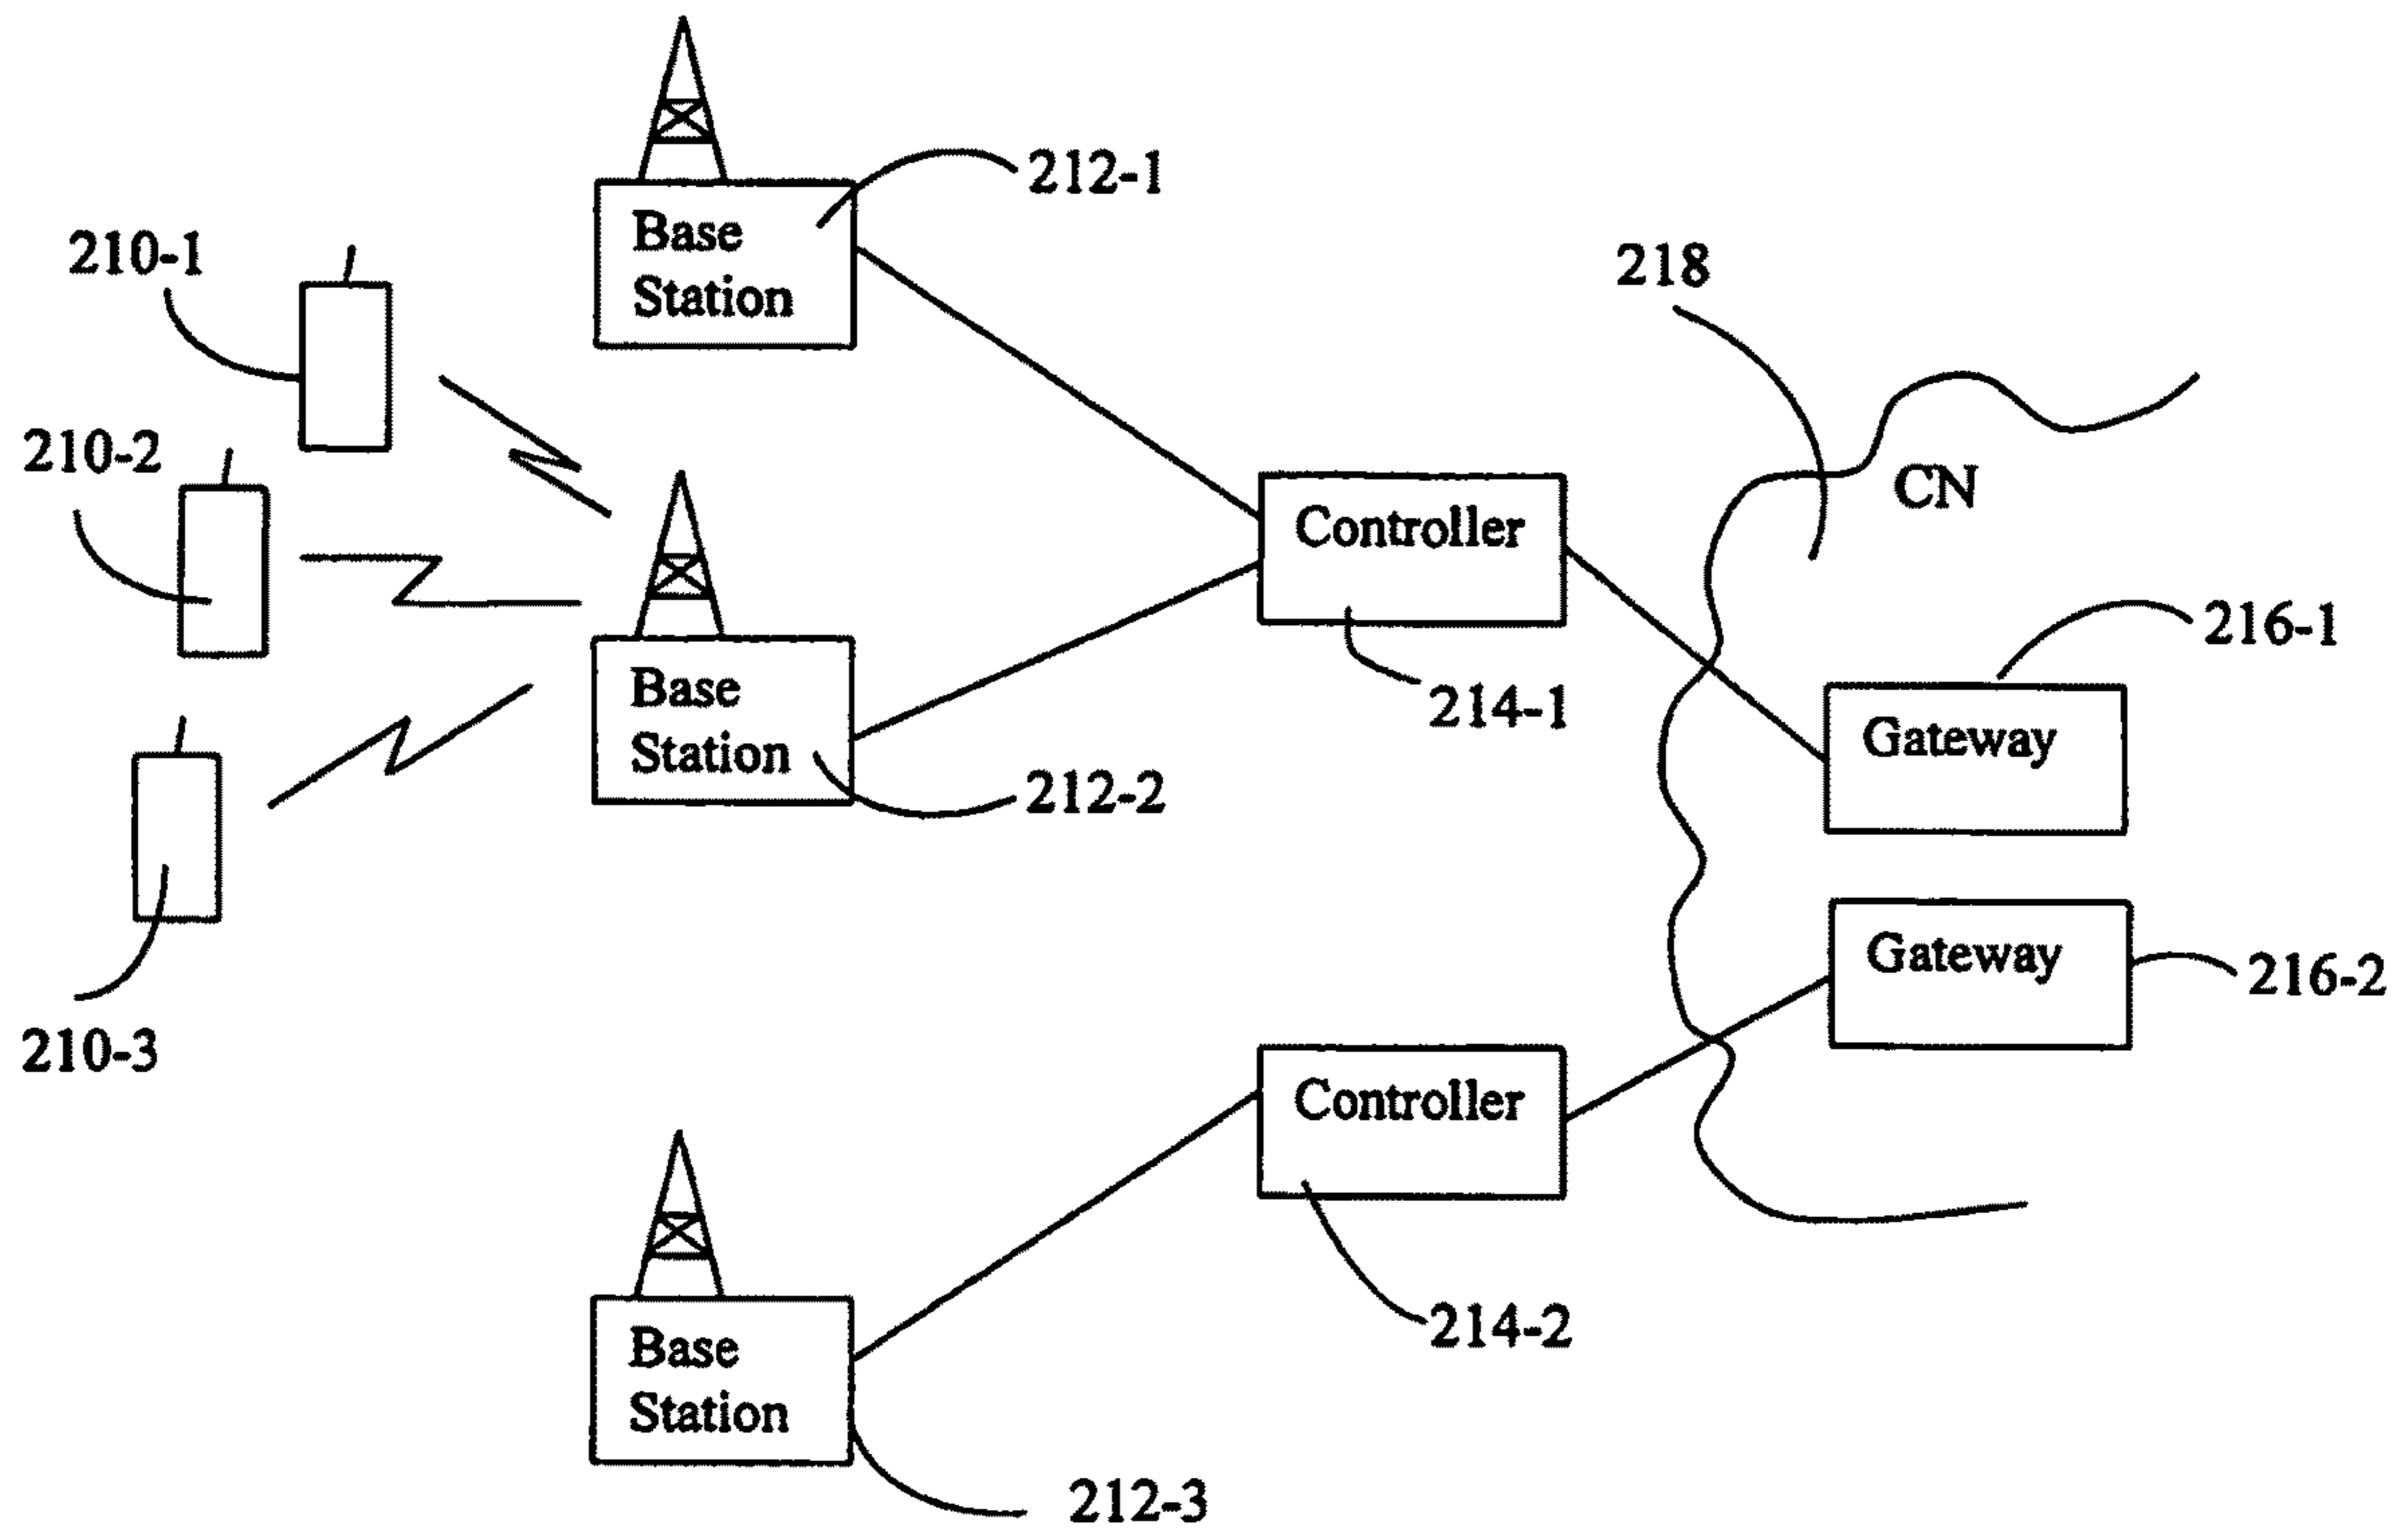 212-1
Base
Station
210-1
218
210-2
CN
Controller
216-1
Base
Station
214-1
Gateway
212-2
Gateway
216-2
210-3
Controller
214-2
Base
Station
212-3